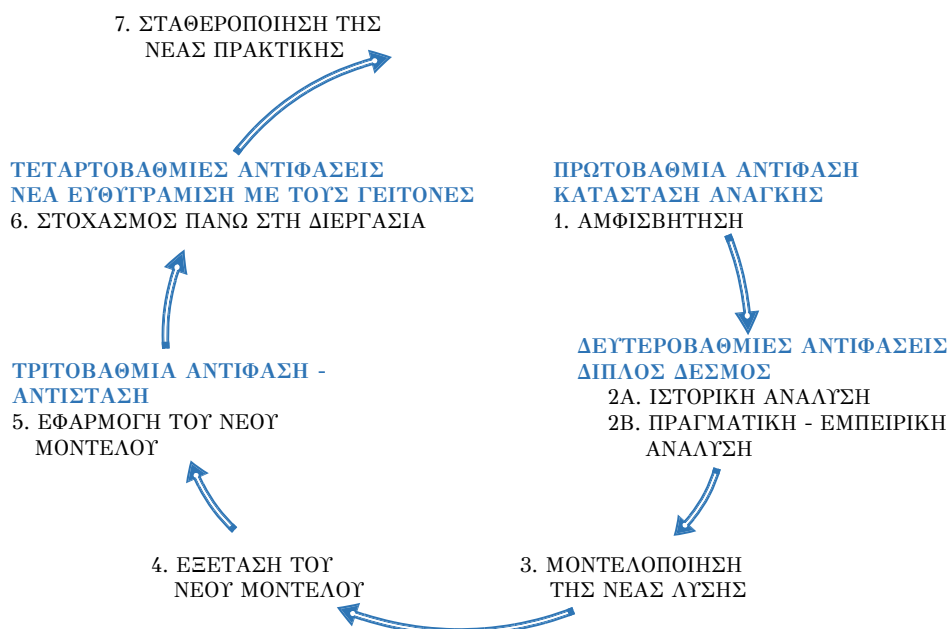 7. ΣΤΑΘΕΡΟΠΟΙΗΣΗ ΤΗΣ
ΝΕΑΣ ΠΡΑΚΤΙΚΗΣ
ΤΕΤΑΡΤΟΒΑΘΜΙΕΣ ΑΝΤΙΦΑΣΕΙΣ
ΝΕΑ ΕΥΘΥΓΡΑΜΙΣΗ ΜΕ ΤΟΥΣ ΓΕΙΤΟΝΕΣ
6. ΣΤΟΧΑΣΜΟΣ ΠΑΝΩ ΣΤΗ ΔΙΕΡΓΑΣΙΑ
ΠΡΩΤΟΒΑΘΜΙΑ ΑΝΤΙΦΑΣΗ
ΚΑΤΑΣΤΑΣΗ ΑΝΑΓΚΗΣ
1. ΑΜΦΙΣΒΗΤΗΣΗ
ΔΕΥΤΕΡΟΒΑΘΜΙΕΣ ΑΝΤΙΦΑΣΕΙΣ
ΔΙΠΛΟΣ ΔΕΣΜΟΣ
2Α. ΙΣΤΟΡΙΚΗ ΑΝΑΛΥΣΗ
2Β. ΠΡΑΓΜΑΤΙΚΗ - ΕΜΠΕΙΡΙΚΗ
ΑΝΑΛΥΣΗ
ΤΡΙΤΟΒΑΘΜΙΑ ΑΝΤΙΦΑΣΗ -
ΑΝΤΙΣΤΑΣΗ
5. ΕΦΑΡΜΟΓΗ ΤΟΥ ΝΕΟΥ
ΜΟΝΤΕΛΟΥ
4. ΕΞΕΤΑΣΗ ΤΟΥ
ΝΕΟΥ ΜΟΝΤΕΛΟΥ
3. ΜΟΝΤΕΛΟΠΟΙΗΣΗ
ΤΗΣ ΝΕΑΣ ΛΥΣΗΣ